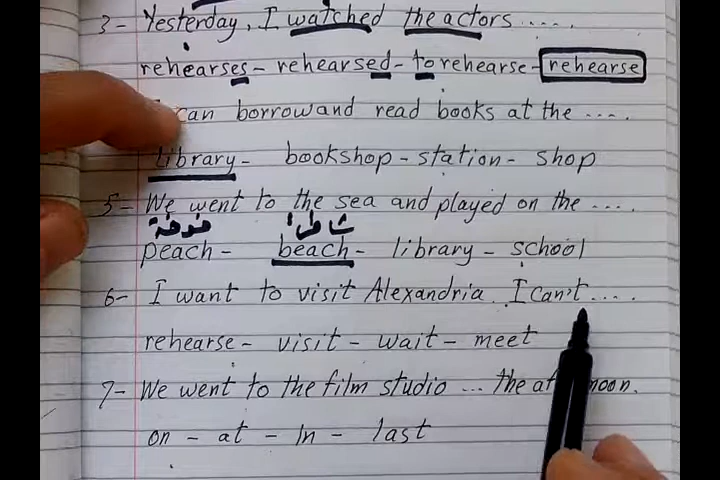 3- Yesterday, I watched the actors ....
rehearses - rehearsed - to rehearse - rehearse
can borrow and read books at the ....
library - bookshop - station - shop
5- We went to the sea and played on the ....
خوخة شاطئ
peach - beach - library - school
6- I want to visit Alexandria. I can't ....
rehearse - visit - wait - meet
7- We went to the film studio ... the noon.
on - at - In - last